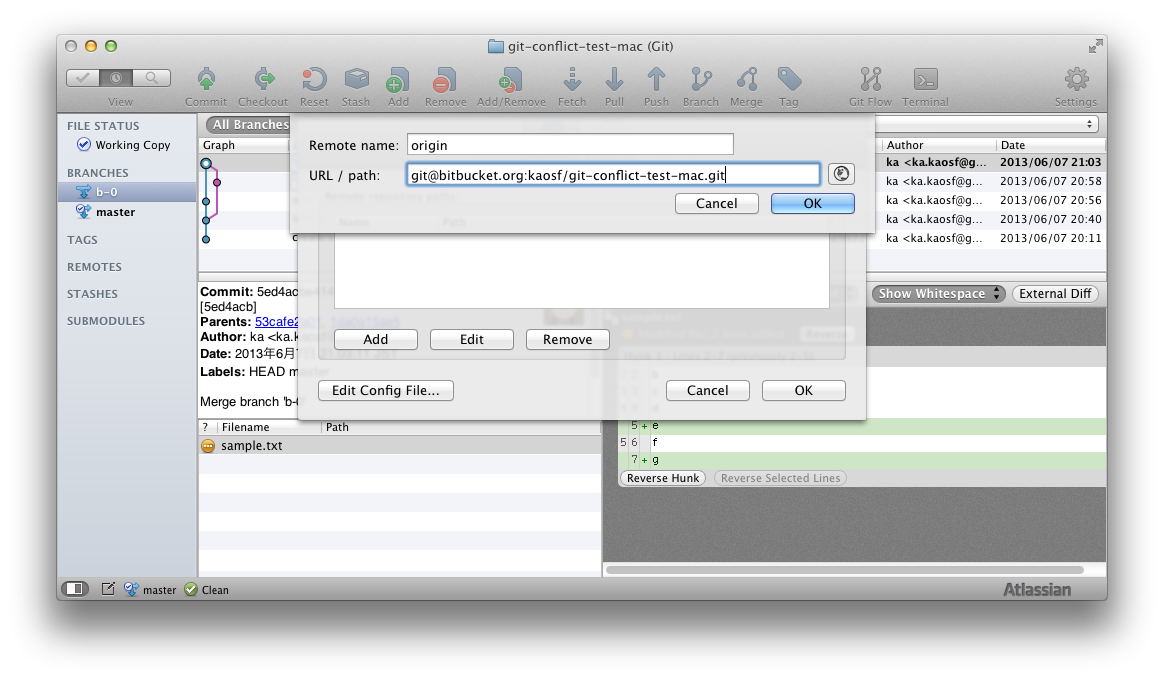 git-conflict-test-mac (Git)
View
Commit
Checkout
Reset
Stash
Add
Remove
Add/Remove
Fetch
Pull
Push
Branch
Merge
Tag
Git Flow
Terminal
Settings
FILE STATUS
Working Copy
BRANCHES
b-0
master
TAGS
REMOTES
STASHES
SUBMODULES
All Branches
Graph
Author
Date
ka <ka.kaosf@g... 2013/06/07 21:03
ka <ka.kaosf@g... 2013/06/07 20:58
ka <ka.kaosf@g... 2013/06/07 20:56
ka <ka.kaosf@g... 2013/06/07 20:40
ka <ka.kaosf@g... 2013/06/07 20:11
Remote name: origin
URL / path: git@bitbucket.org:kaosf/git-conflict-test-mac.git
Cancel
OK
Add
Edit
Remove
Edit Config File...
Cancel
OK
Commit: 5ed4ac
[5ed4acb]
Parents: 53cafe2
Author: ka <ka.k
Date: 2013年6月
Labels: HEAD m
Merge branch 'b-0
? Filename Path
sample.txt
Show Whitespace
External Diff
Reverse
5 + e
5 6 f
7 + g
Reverse Hunk
Reverse Selected Lines
master
Clean
Atlassian